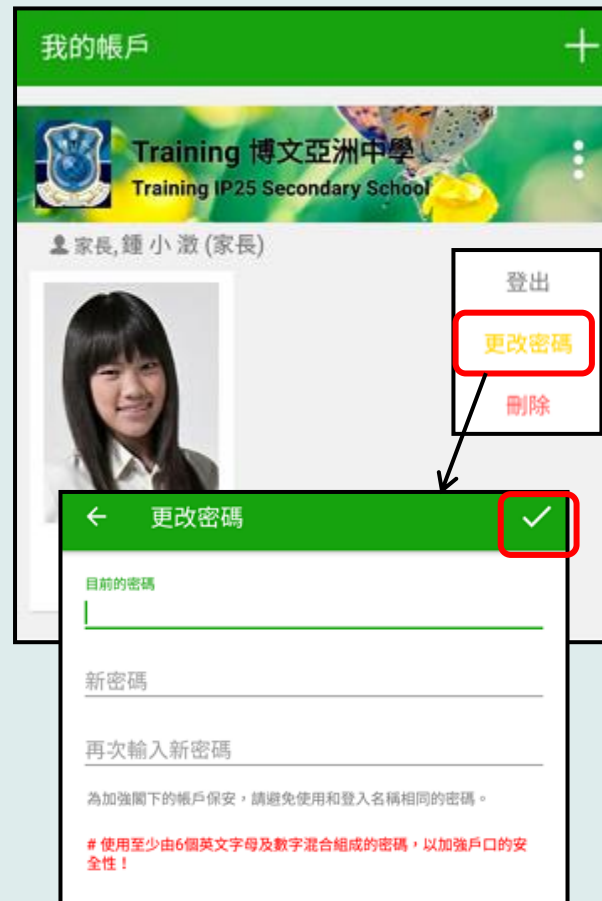 我的帳戶
Training 博文亞洲中學
Training IP25 Secondary School
家長, 鍾小澂 (家長)
登出
更改密碼
刪除
更改密碼
目前的密碼
新密碼
再次輸入新密碼
為加強閣下的帳戶保安，請避免使用和登入名稱相同的密碼。
# 使用至少由6個英文字母及數字混合組成的密碼，以加強戶口的安
全性！